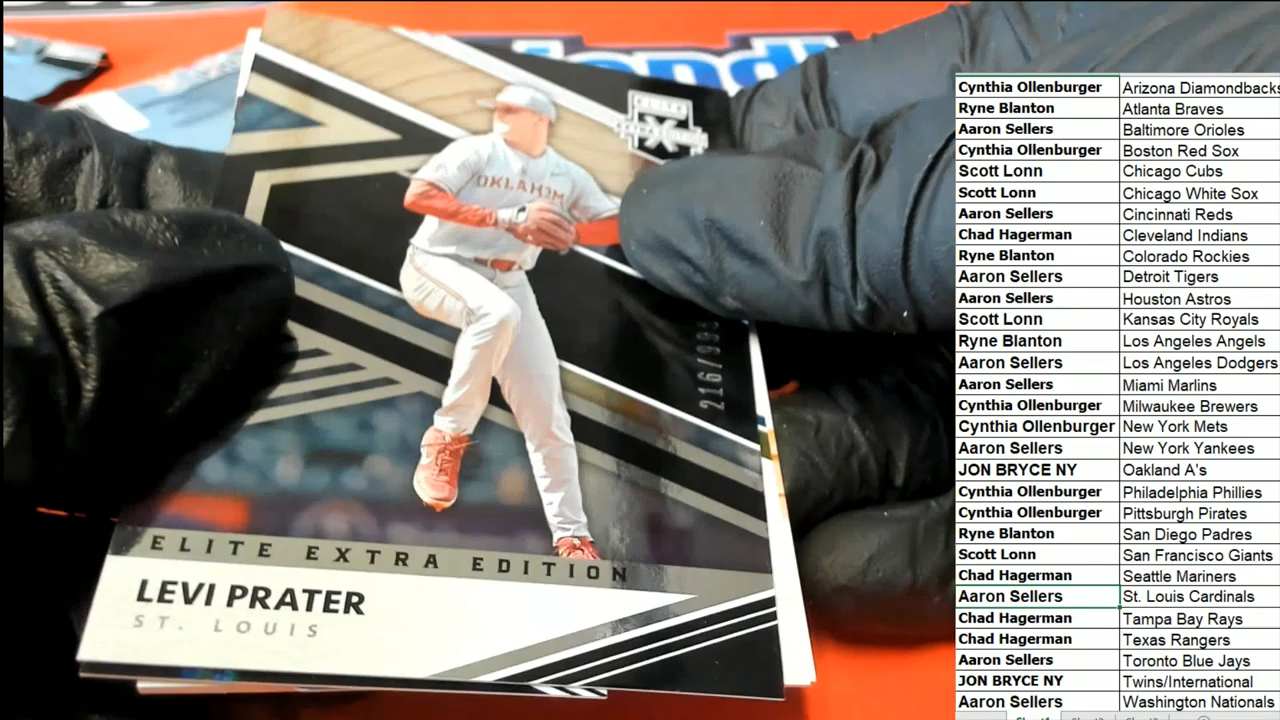 ELITE
OKLAHOM
216/999
ELITE EXTRA EDITION
LEVI PRATER
ST. LOUIS
Cynthia Ollenburger Arizona Diamondbacks
Ryne Blanton Atlanta Braves
Aaron Sellers Baltimore Orioles
Cynthia Ollenburger Boston Red Sox
Scott Lonn Chicago Cubs
Scott Lonn Chicago White Sox
Aaron Sellers Cincinnati Reds
Chad Hagerman Cleveland Indians
Ryne Blanton Colorado Rockies
Aaron Sellers Detroit Tigers
Aaron Sellers Houston Astros
Scott Lonn Kansas City Royals
Ryne Blanton Los Angeles Angels
Aaron Sellers Los Angeles Dodgers
Aaron Sellers Miami Marlins
Cynthia Ollenburger Milwaukee Brewers
Cynthia Ollenburger New York Mets
Aaron Sellers New York Yankees
JON BRYCE NY Oakland A's
Cynthia Ollenburger Philadelphia Phillies
Cynthia Ollenburger Pittsburgh Pirates
Ryne Blanton San Diego Padres
Scott Lonn San Francisco Giants
Chad Hagerman Seattle Mariners
Aaron Sellers St. Louis Cardinals
Chad Hagerman Tampa Bay Rays
Chad Hagerman Texas Rangers
Aaron Sellers Toronto Blue Jays
JON BRYCE NY Twins/International
Aaron Sellers Washington Nationals